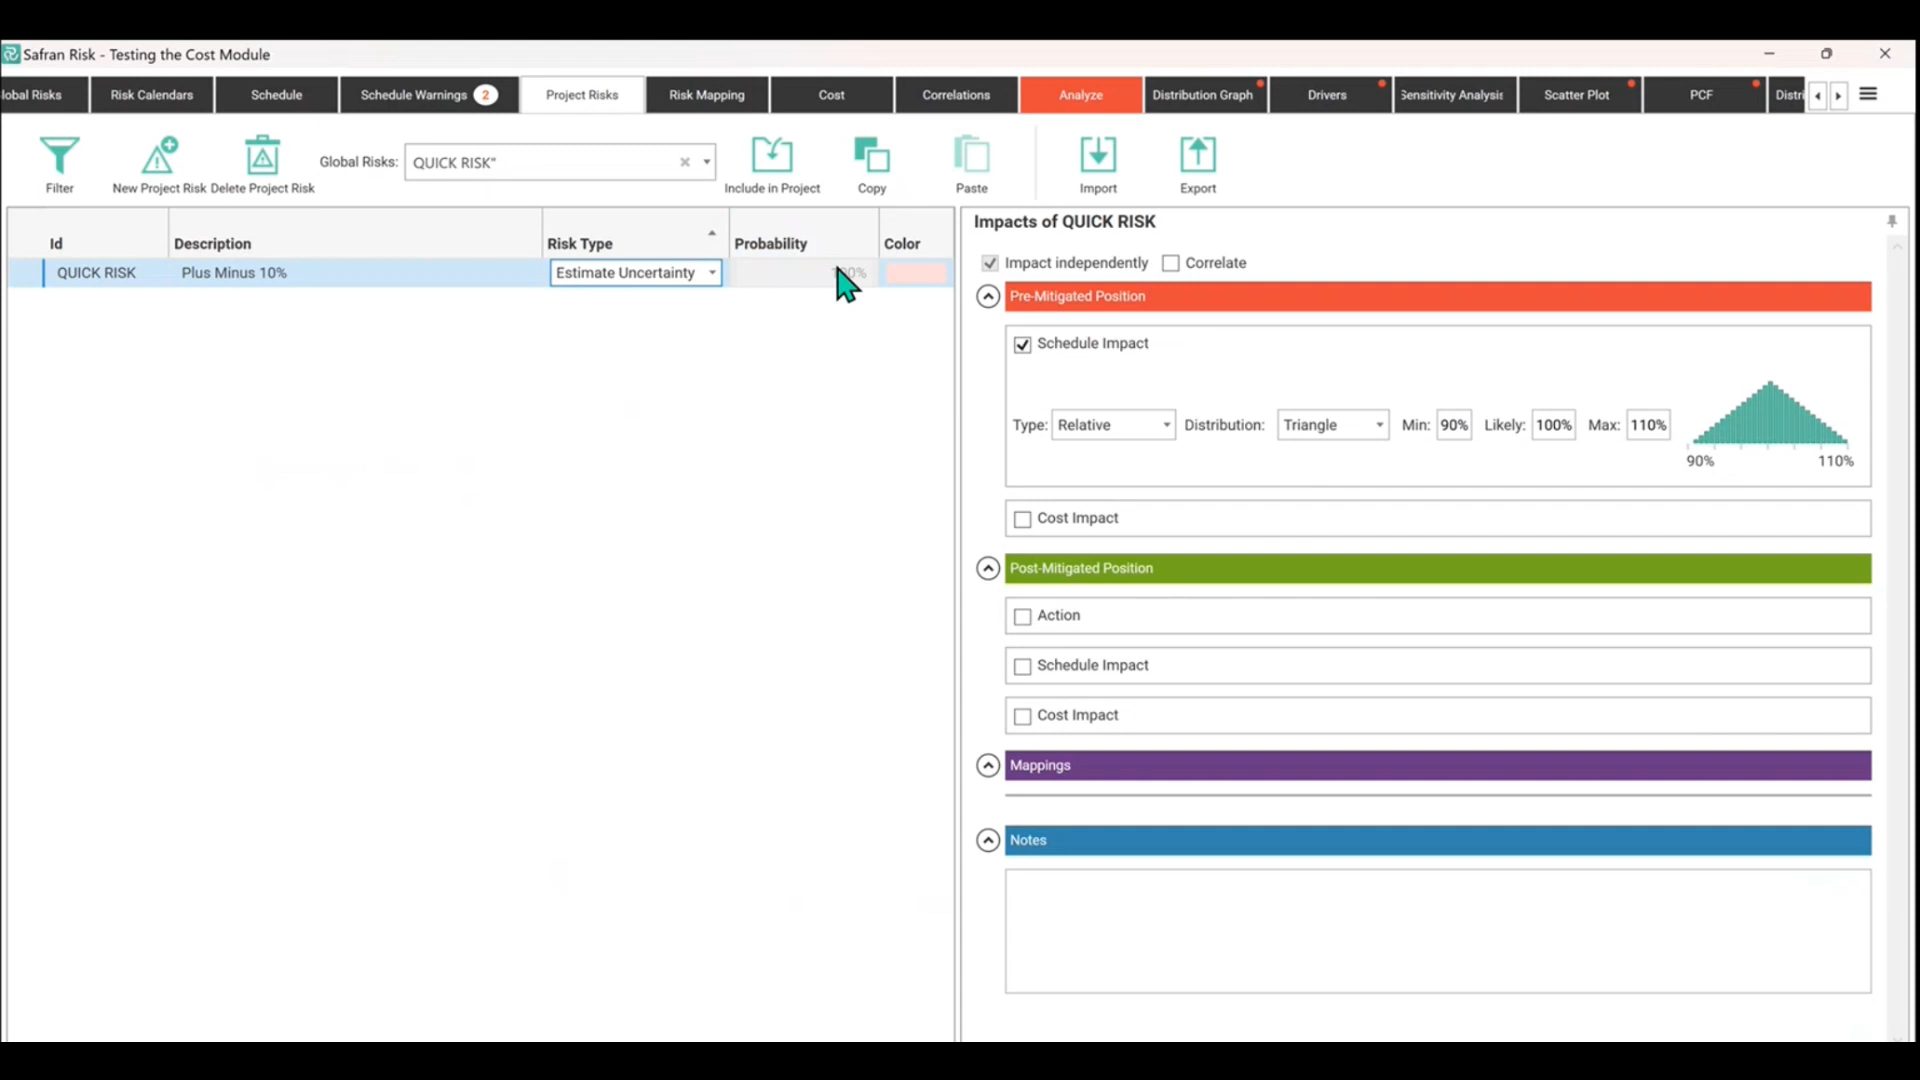 Safran Risk - Testing the Cost Module
lobal Risks Risk Calendars Schedule Schedule Warnings 2 Project Risks Risk Mapping Cost Correlations Analyze Distribution Graph Drivers Sensitivity Analysis Scatter Plot PCF Distri
Filter New Project Risk Delete Project Risk Global Risks: QUICK RISK" Include in Project Copy Paste Import Export
Id Description Risk Type Probability Color
QUICK RISK Plus Minus 10% Estimate Uncertainty
Impacts of QUICK RISK
Impact independently Correlate
Pre-Mitigated Position
Schedule Impact
Type: Relative Distribution: Triangle Min: 90% Likely: 100% Max: 110%
90% 110%
Cost Impact
Post-Mitigated Position
Action
Schedule Impact
Cost Impact
Mappings
Notes